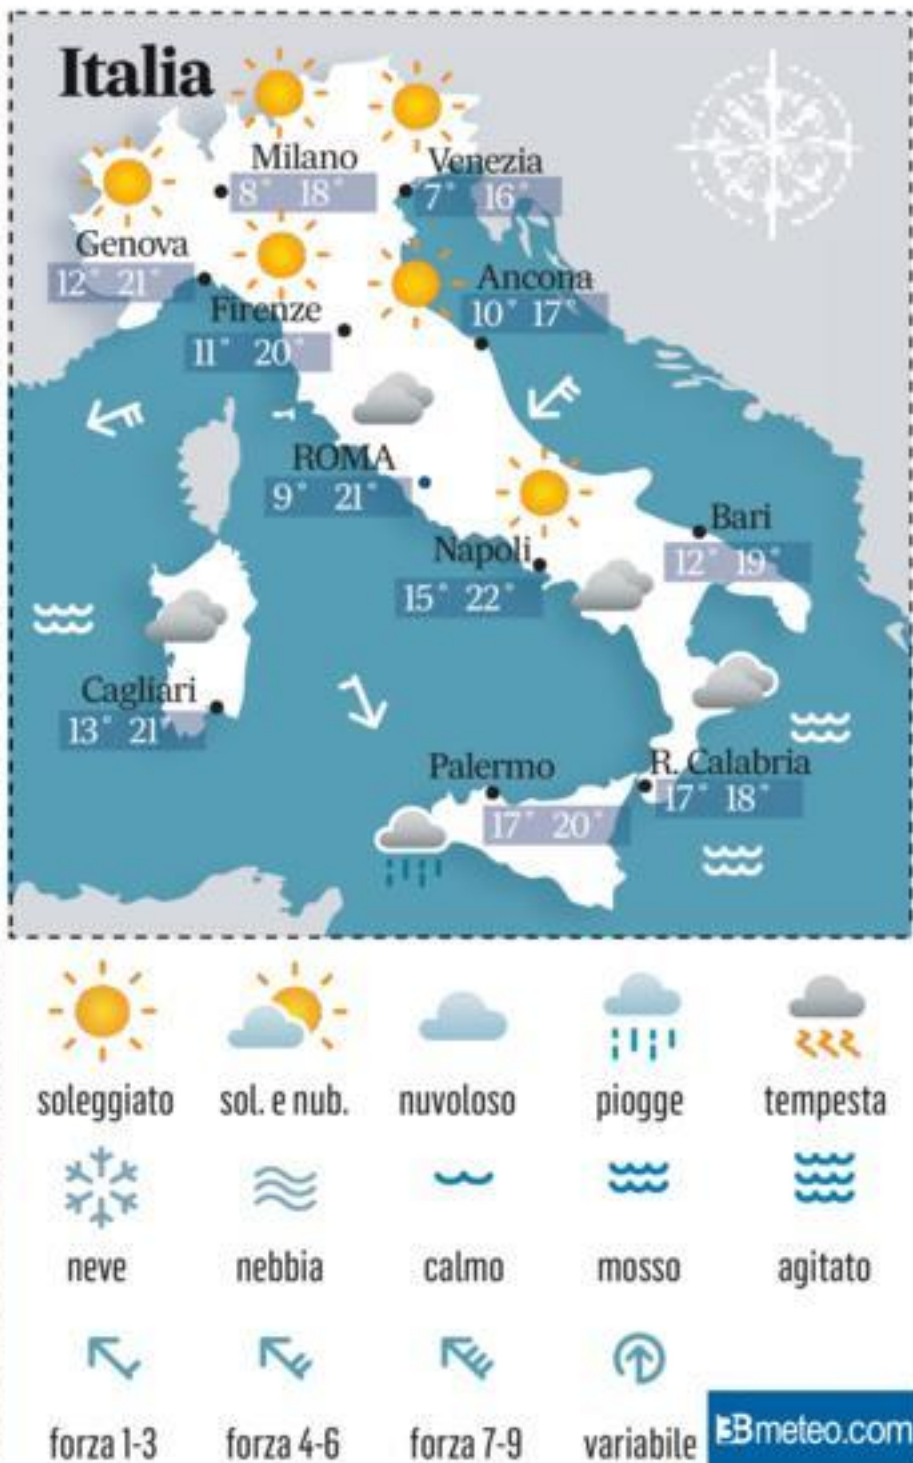 Italia
Milano
8° 18°
Venezia
7° 16°
Genova
12° 21°
Ancona
10° 17°
Firenze
11° 20°
ROMA
9° 21°
Bari
12° 19°
Napoli
15° 22°
Cagliari
13° 21°
Palermo
17° 20°
R. Calabria
17° 18°
soleggiato sol. e nub. nuvoloso piogge tempesta
neve nebbia calmo mosso agitato
forza 1-3 forza 4-6 forza 7-9 variabile
3Bmeteo.com